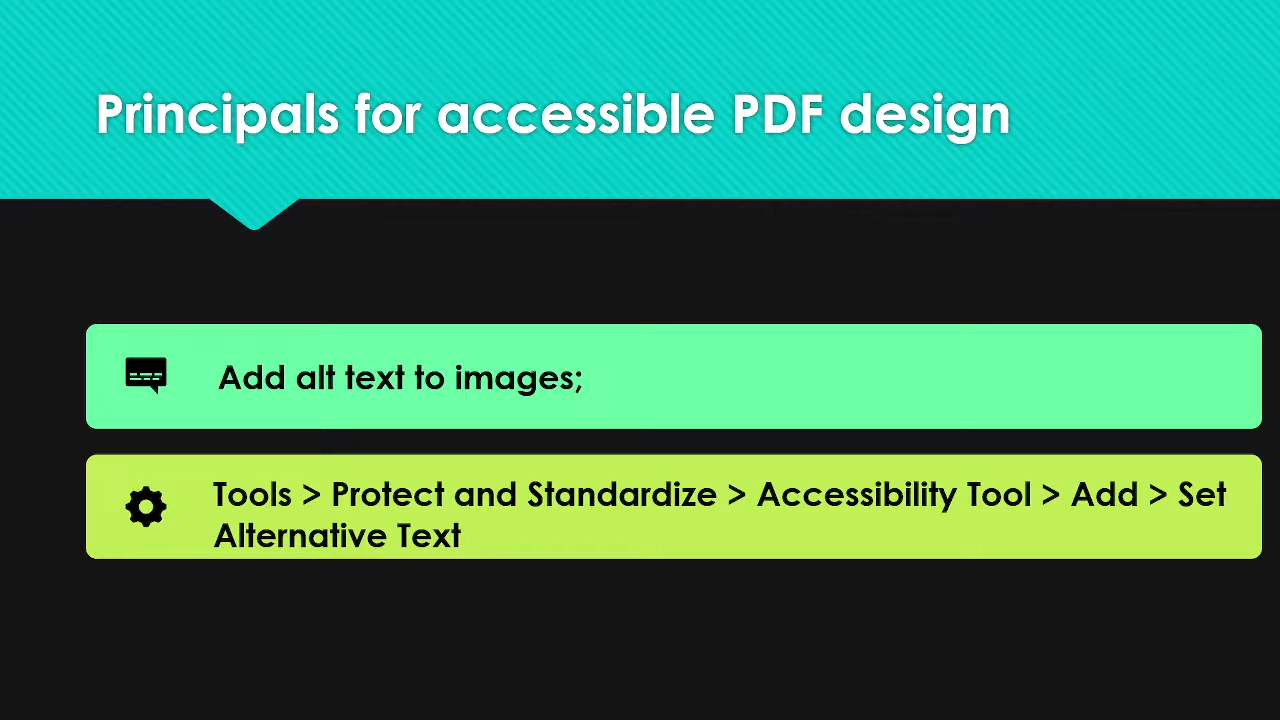 Principals for accessible PDF design
Add alt text to images;
Tools > Protect and Standardize > Accessibility Tool > Add > Set
Alternative Text